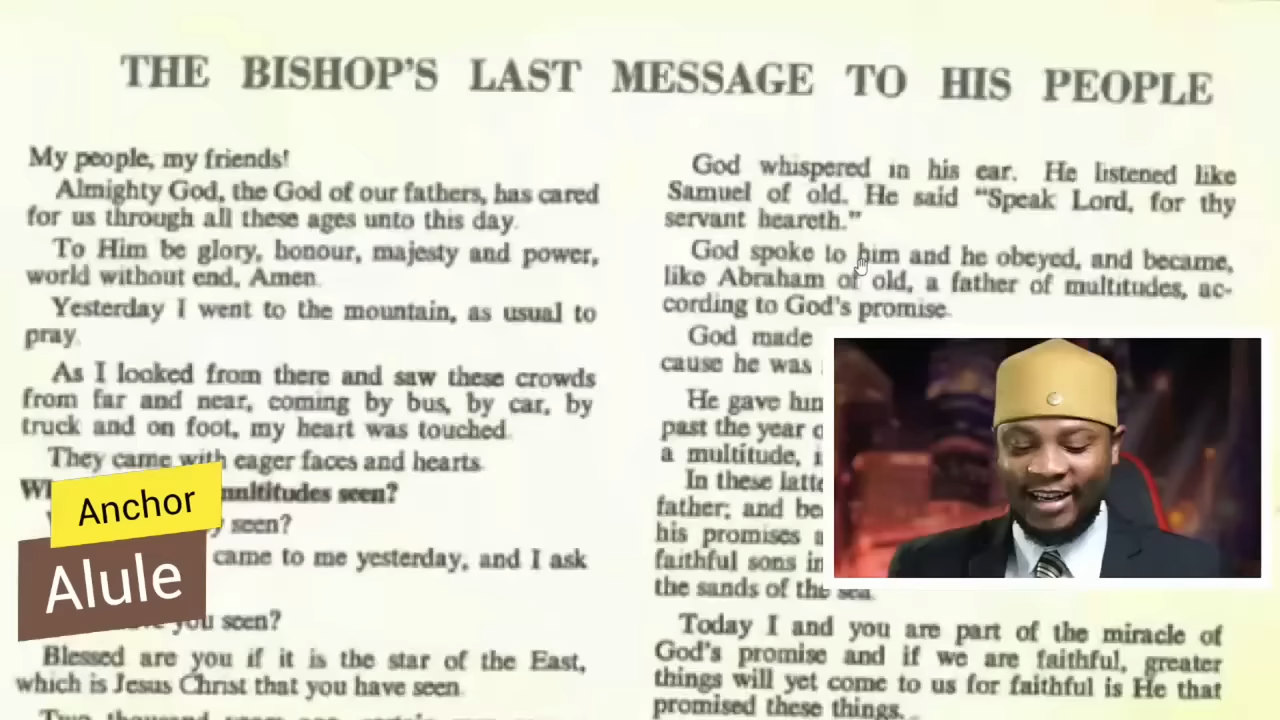 THE BISHOP'S LAST MESSAGE TO HIS PEOPLE
My people, my friends!
Almighty God, the God of our fathers, has cared
for us through all these ages unto this day.
To Him be glory, honour, majesty and power,
world without end, Amen.
Yesterday I went to the mountain, as usual to
pray.
As I looked from there and saw these crowds
from far and near, coming by bus, by car, by
truck and on foot, my heart was touched.
They came with eager faces and hearts.
multitudes seen?
seen?
came to me yesterday, and I ask
you seen?
Blessed are you if it is the star of the East,
which is Jesus Christ that you have seen.
God whispered in his ear. He listened like
Samuel of old. He said "Speak Lord, for thy
servant heareth."
God spoke to him and he obeyed, and became,
like Abraham of old, a father of multitudes, ac-
cording to God's promise.
God made
cause he was
He gave him
past the year
a multitude,
In these
father; and
his promises
faithful sons in
the sands of the sea.
Today I and you are part of the miracle of
God's promise and if we are faithful, greater
things will yet come to us for faithful is He that
promised these things.
Anchor
Alule